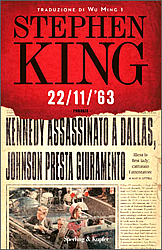 TRADUZIONE DI WU MING 1
STEPHEN
KING
22/11/'63
KENNEDY ASSASSINATO A DALLAS,
JOHNSON PRESTA GIURAMENTO
Sperling & Kupfer